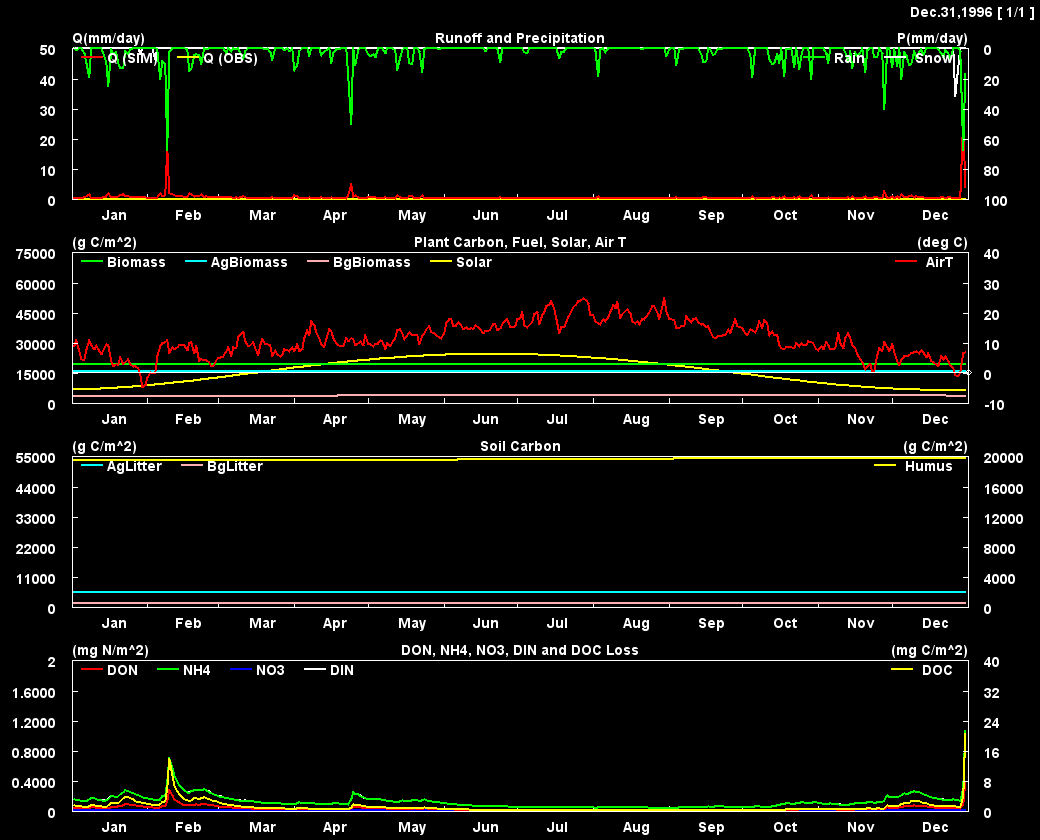 Dec.31,1996 [ 1/1 ]
Q(mm/day) Runoff and Precipitation P(mm/day)
50 Q (SIM) Q (OBS) Rain Snow 0
40 20
30 40
20 60
10 80
0 100
Jan Feb Mar Apr May Jun Jul Aug Sep Oct Nov Dec
(g C/m^2) Plant Carbon, Fuel, Solar, Air T (deg C)
75000 40
Biomass AgBiomass BgBiomass Solar AirT
60000 30
45000 20
30000 10
15000 0
0 -10
Jan Feb Mar Apr May Jun Jul Aug Sep Oct Nov Dec
(g C/m^2) Soil Carbon (g C/m^2)
55000 20000
AgLitter BgLitter Humus
44000 16000
33000 12000
22000 8000
11000 4000
0 0
Jan Feb Mar Apr May Jun Jul Aug Sep Oct Nov Dec
(mg N/m^2) DON, NH4, NO3, DIN and DOC Loss (mg C/m^2)
2 40
DON NH4 NO3 DIN DOC
1.6000 32
1.2000 24
0.8000 16
0.4000 8
0 0
Jan Feb Mar Apr May Jun Jul Aug Sep Oct Nov Dec